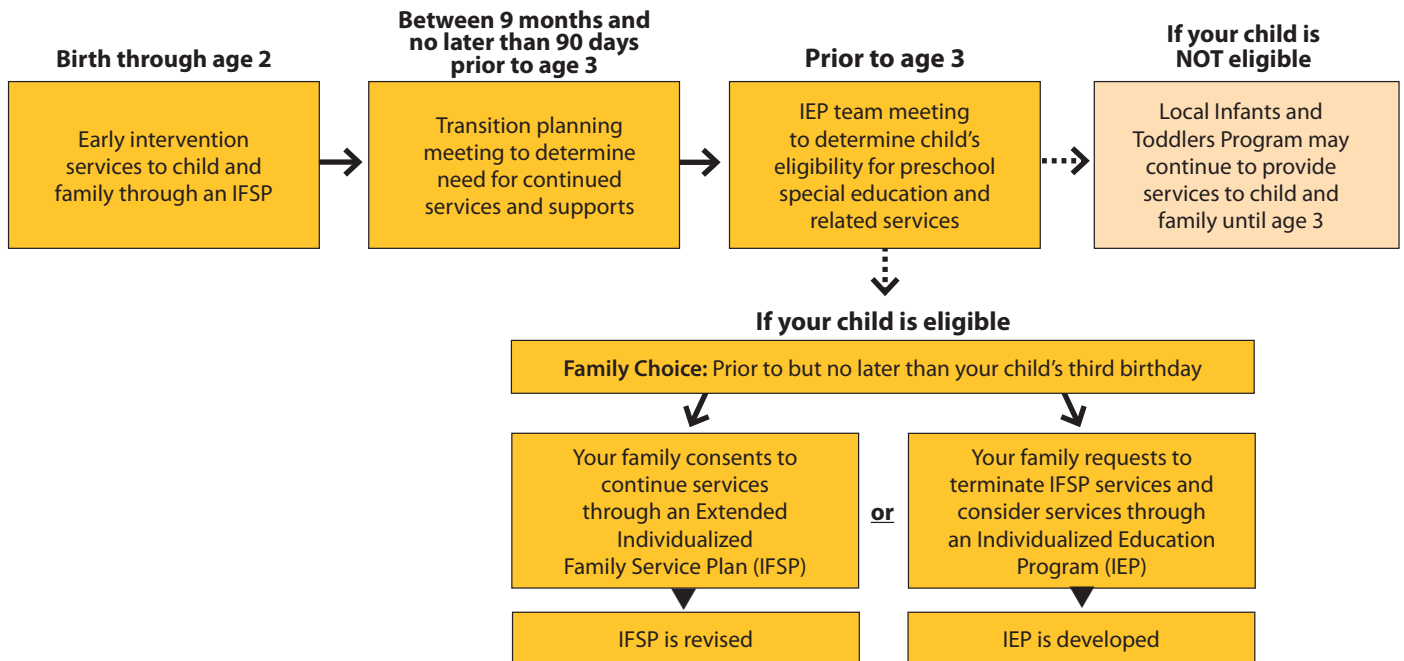 Birth through age 2
Early intervention
services to child and
family through an IFSP
Between 9 months and
no later than 90 days
prior to age 3
Transition planning
meeting to determine
need for continued
services and supports
Prior to age 3
IEP team meeting
to determine child’s
eligibility for preschool
special education and
related services
If your child is
NOT eligible
Local Infants and
Toddlers Program may
continue to provide
services to child and
family until age 3
If your child is eligible
Family Choice: Prior to but no later than your child’s third birthday
Your family consents to
continue services
through an Extended
Individualized
Family Service Plan (IFSP)
or
Your family requests to
terminate IFSP services and
consider services through
an Individualized Education
Program (IEP)
IFSP is revised
IEP is developed